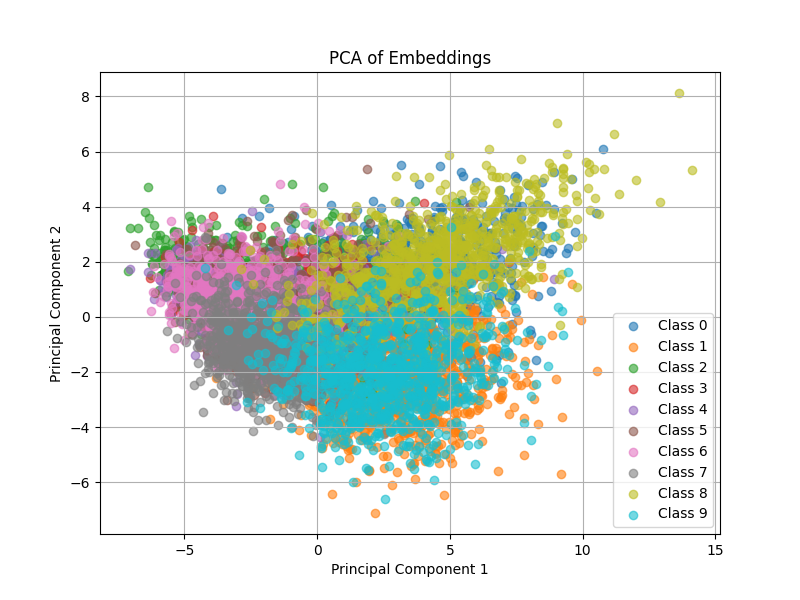 PCA of Embeddings
8
6
4
2
0
−2
−4
−6
Principal Component 2
Class 0
Class 1
Class 2
Class 3
Class 4
Class 5
Class 6
Class 7
Class 8
Class 9
−5 0 5 10 15
Principal Component 1